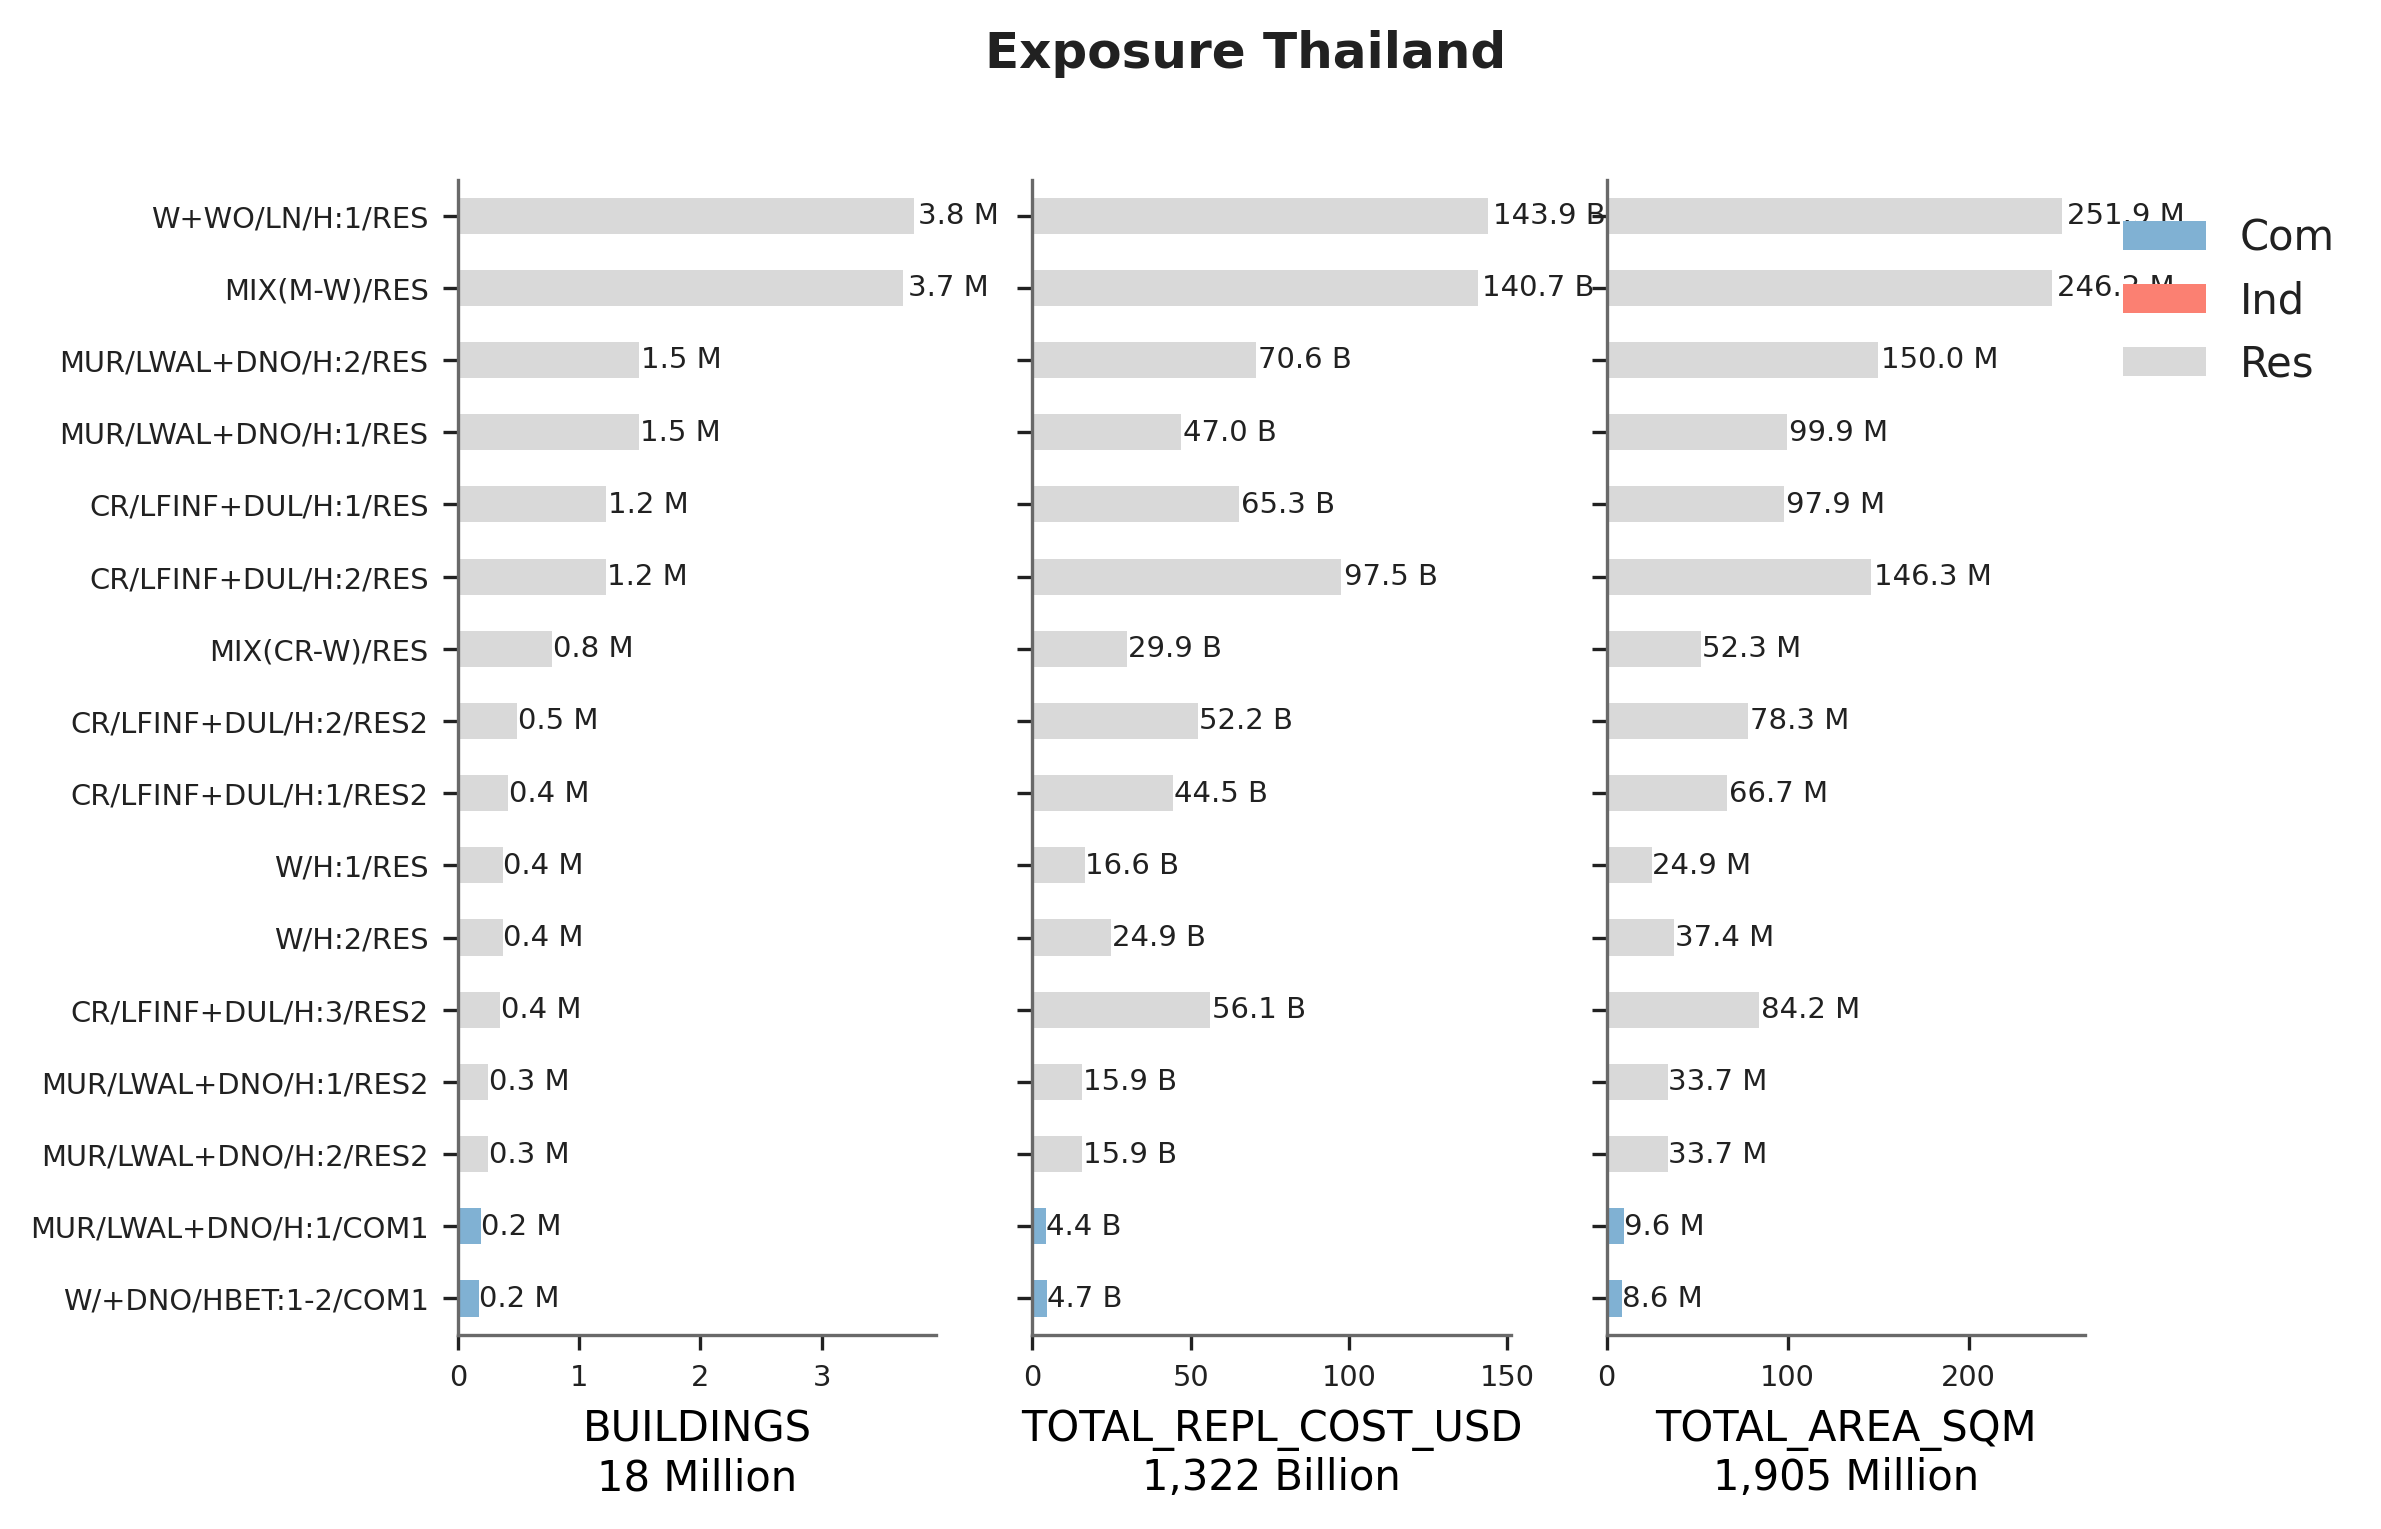 Exposure Thailand
W+WO/LN/H:1/RES 3.8 M 143.9 B 251.9 M
MIX(M-W)/RES 3.7 M 140.7 B
MUR/LWAL+DNO/H:2/RES 1.5 M 70.6 B 150.0 M
MUR/LWAL+DNO/H:1/RES 1.5 M 47.0 B 99.9 M
CR/LFINF+DUL/H:1/RES 1.2 M 65.3 B 97.9 M
CR/LFINF+DUL/H:2/RES 1.2 M 97.5 B 146.3 M
MIX(CR-W)/RES 0.8 M 29.9 B 52.3 M
CR/LFINF+DUL/H:2/RES2 0.5 M 52.2 B 78.3 M
CR/LFINF+DUL/H:1/RES2 0.4 M 44.5 B 66.7 M
W/H:1/RES 0.4 M 16.6 B 24.9 M
W/H:2/RES 0.4 M 24.9 B 37.4 M
CR/LFINF+DUL/H:3/RES2 0.4 M 56.1 B 84.2 M
MUR/LWAL+DNO/H:1/RES2 0.3 M 15.9 B 33.7 M
MUR/LWAL+DNO/H:2/RES2 0.3 M 15.9 B 33.7 M
MUR/LWAL+DNO/H:1/COM1 0.2 M 4.4 B 9.6 M
W/+DNO/HBET:1-2/COM1 0.2 M 4.7 B 8.6 M
Com
Ind
Res
0 1 2 3
BUILDINGS
18 Million
0 50 100 150
TOTAL_REPL_COST_USD
1,322 Billion
0 100 200
TOTAL_AREA_SQM
1,905 Million